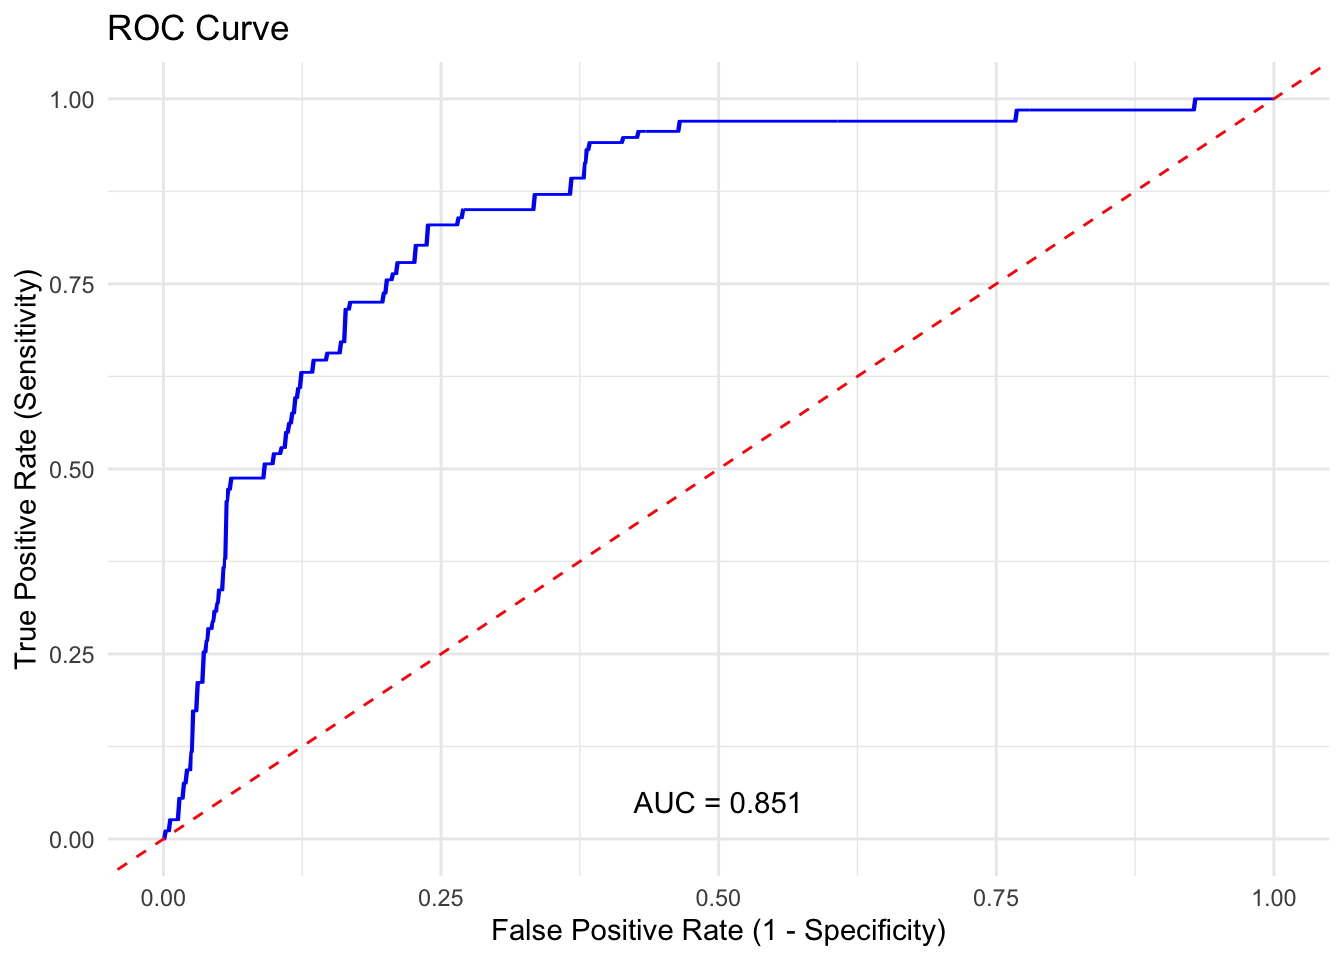 ROC Curve
1.00
0.75
0.50
0.25
0.00
True Positive Rate (Sensitivity)
AUC = 0.851
0.00 0.25 0.50 0.75 1.00
False Positive Rate (1 - Specificity)